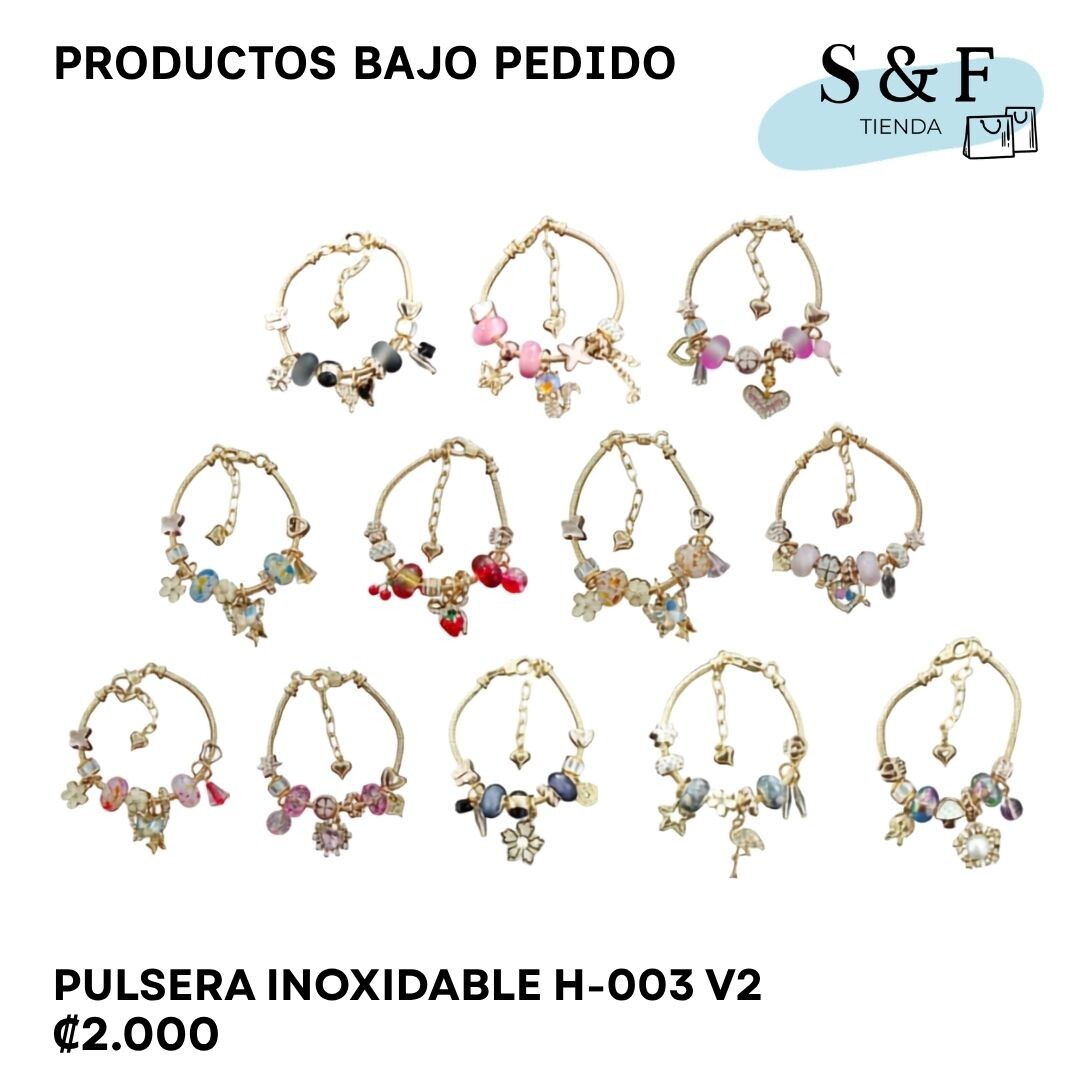 PRODUCTOS BAJO PEDIDO
S & F
TIENDA
PULSERA INOXIDABLE H-003 V2
₡2.000